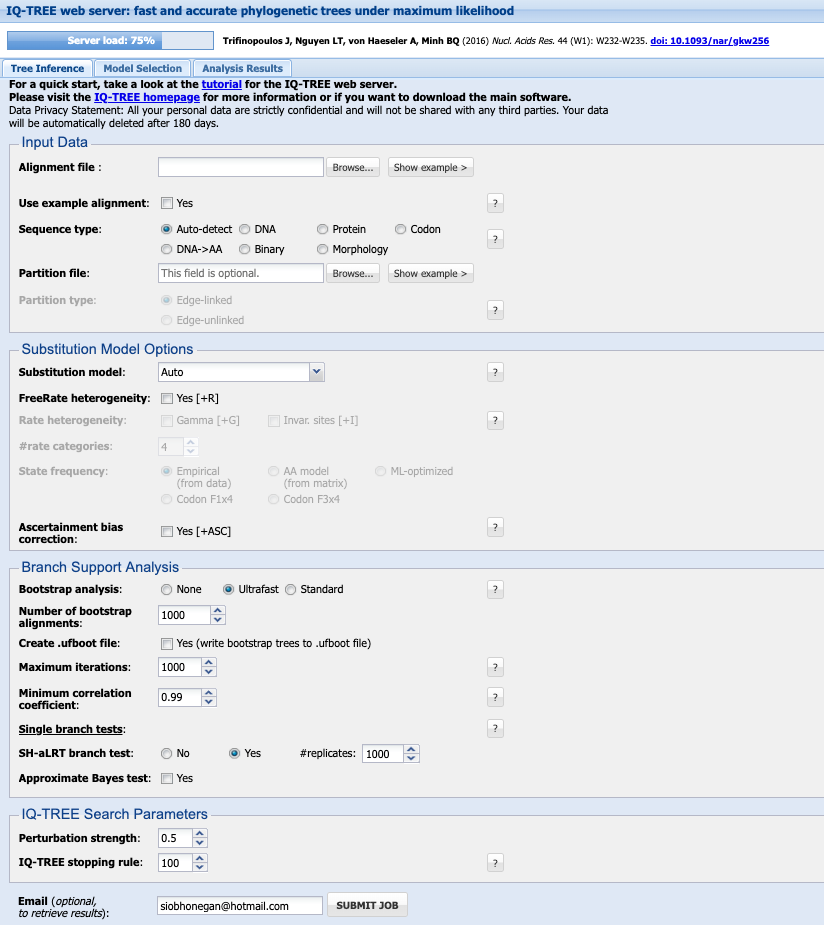 IQ-TREE web server: fast and accurate phylogenetic trees under maximum likelihood
Server load: 75%
Trifinopoulos J, Nguyen LT, von Haeseler A, Minh BQ (2016) Nucl. Acids Res. 44 (W1): W232-W235. doi: 10.1093/nar/gkw256
Tree Inference Model Selection Analysis Results
For a quick start, take a look at the tutorial for the IQ-TREE web server.
Please visit the IQ-TREE homepage for more information or if you want to download the main software.
Data Privacy Statement: All your personal data are strictly confidential and will not be shared with any third parties. Your data
will be automatically deleted after 180 days.
Input Data
Alignment file : Browse... Show example >
Use example alignment: Yes ?
Sequence type: Auto-detect DNA Protein Codon
DNA->AA Binary Morphology ?
Partition file: This field is optional. Browse... Show example >
Partition type: Edge-linked
Edge-unlinked ?
Substitution Model Options
Substitution model: Auto ?
FreeRate heterogeneity: Yes [+R]
Rate heterogeneity: Gamma [+G] Invar. sites [+I] ?
#rate categories: 4
State frequency: Empirical AA model ML-optimized
(from data) (from matrix)
Codon F1x4 Codon F3x4
Ascertainment bias
correction: Yes [+ASC] ?
Branch Support Analysis
Bootstrap analysis: None Ultrafast Standard ?
Number of bootstrap
alignments: 1000
Create .ufboot file: Yes (write bootstrap trees to .ufboot file)
Maximum iterations: 1000 ?
Minimum correlation
coefficient: 0.99 ?
Single branch tests: ?
SH-aLRT branch test: No Yes #replicates: 1000
Approximate Bayes test: Yes
IQ-TREE Search Parameters
Perturbation strength: 0.5
IQ-TREE stopping rule: 100 ?
Email (optional,
to retrieve results): siobhonegan@hotmail.com SUBMIT JOB